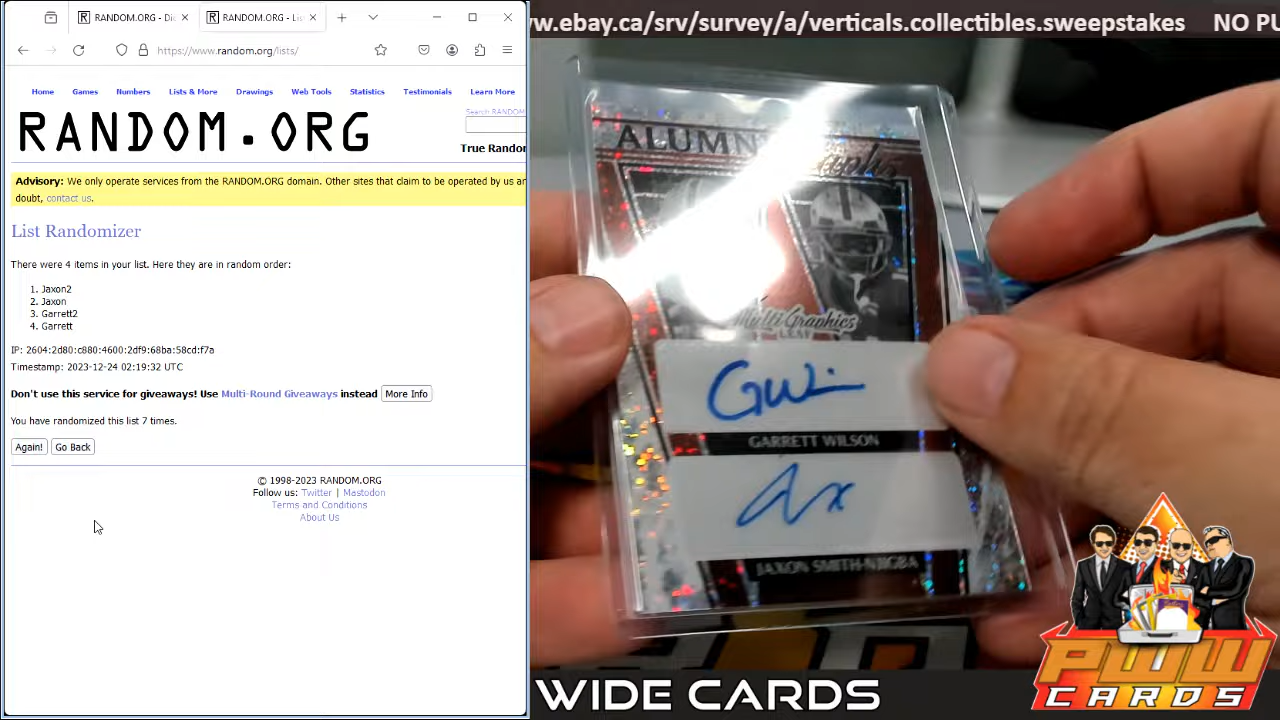 RANDOM.ORG - Di
RANDOM.ORG - Li
https://www.random.org/lists/
Home Games Numbers Lists & More Drawings Web Tools Statistics Testimonials Learn More
RANDOM.ORG
Search RANDOM
True Rando
Advisory: We only operate services from the RANDOM.ORG domain. Other sites that claim to be operated by us an
doubt, contact us.
List Randomizer
There were 4 items in your list. Here they are in random order:
1. Jaxon2
2. Jaxon
3. Garrett2
4. Garrett
IP: 2604:2d80:c880:4600:2df9:68ba:58cd:f7a
Timestamp: 2023-12-24 02:19:32 UTC
Don't use this service for giveaways! Use Multi-Round Giveaways instead More Info
You have randomized this list 7 times.
Again! Go Back
© 1998-2023 RANDOM.ORG
Follow us: Twitter | Mastodon
Terms and Conditions
About Us
ww.ebay.ca/srv/survey/a/verticals.collectibles.sweepstakes NO PU
ALUMN
Multi Graphics
LEAF
GARRETT WILSON
JAXON SMITH-NJIGBA
WIDE CARDS
PWW
CARDS